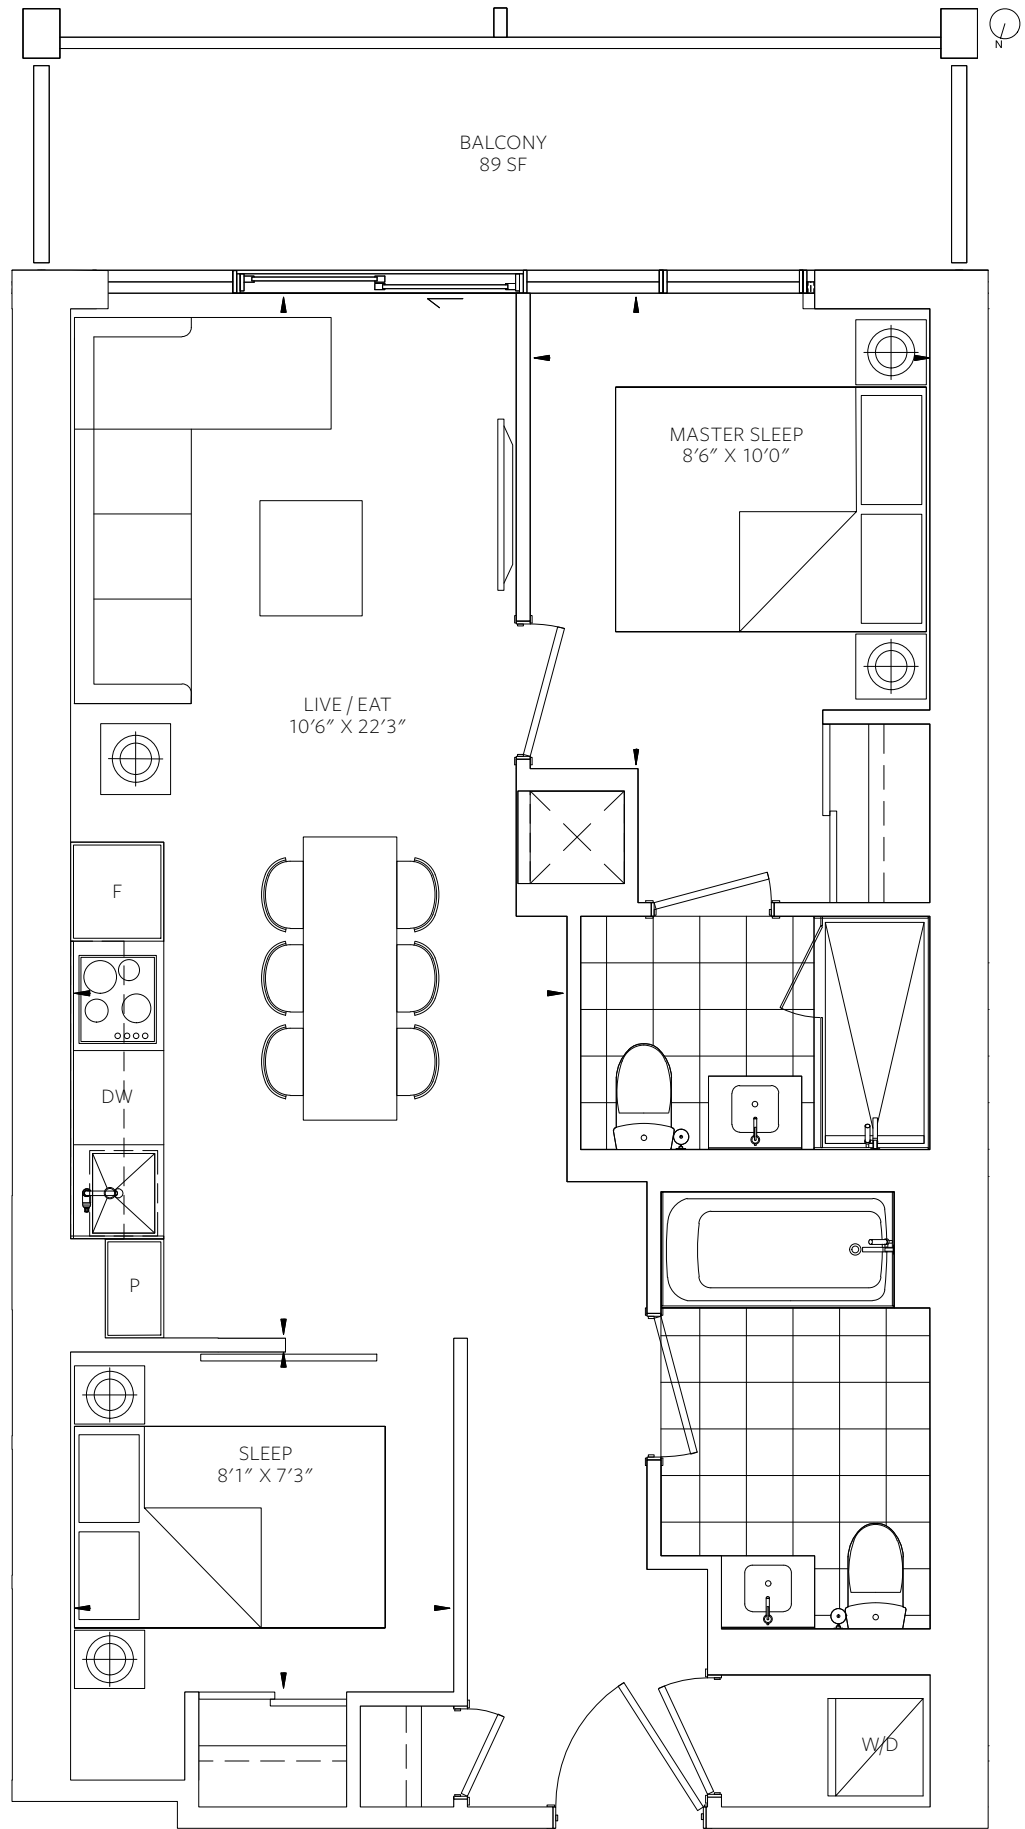 N
BALCONY
89 SF
MASTER SLEEP
8'6" X 10'0"
LIVE / EAT
10'6" X 22'3"
F
DW
P
SLEEP
8'1" X 7'3"
W/D